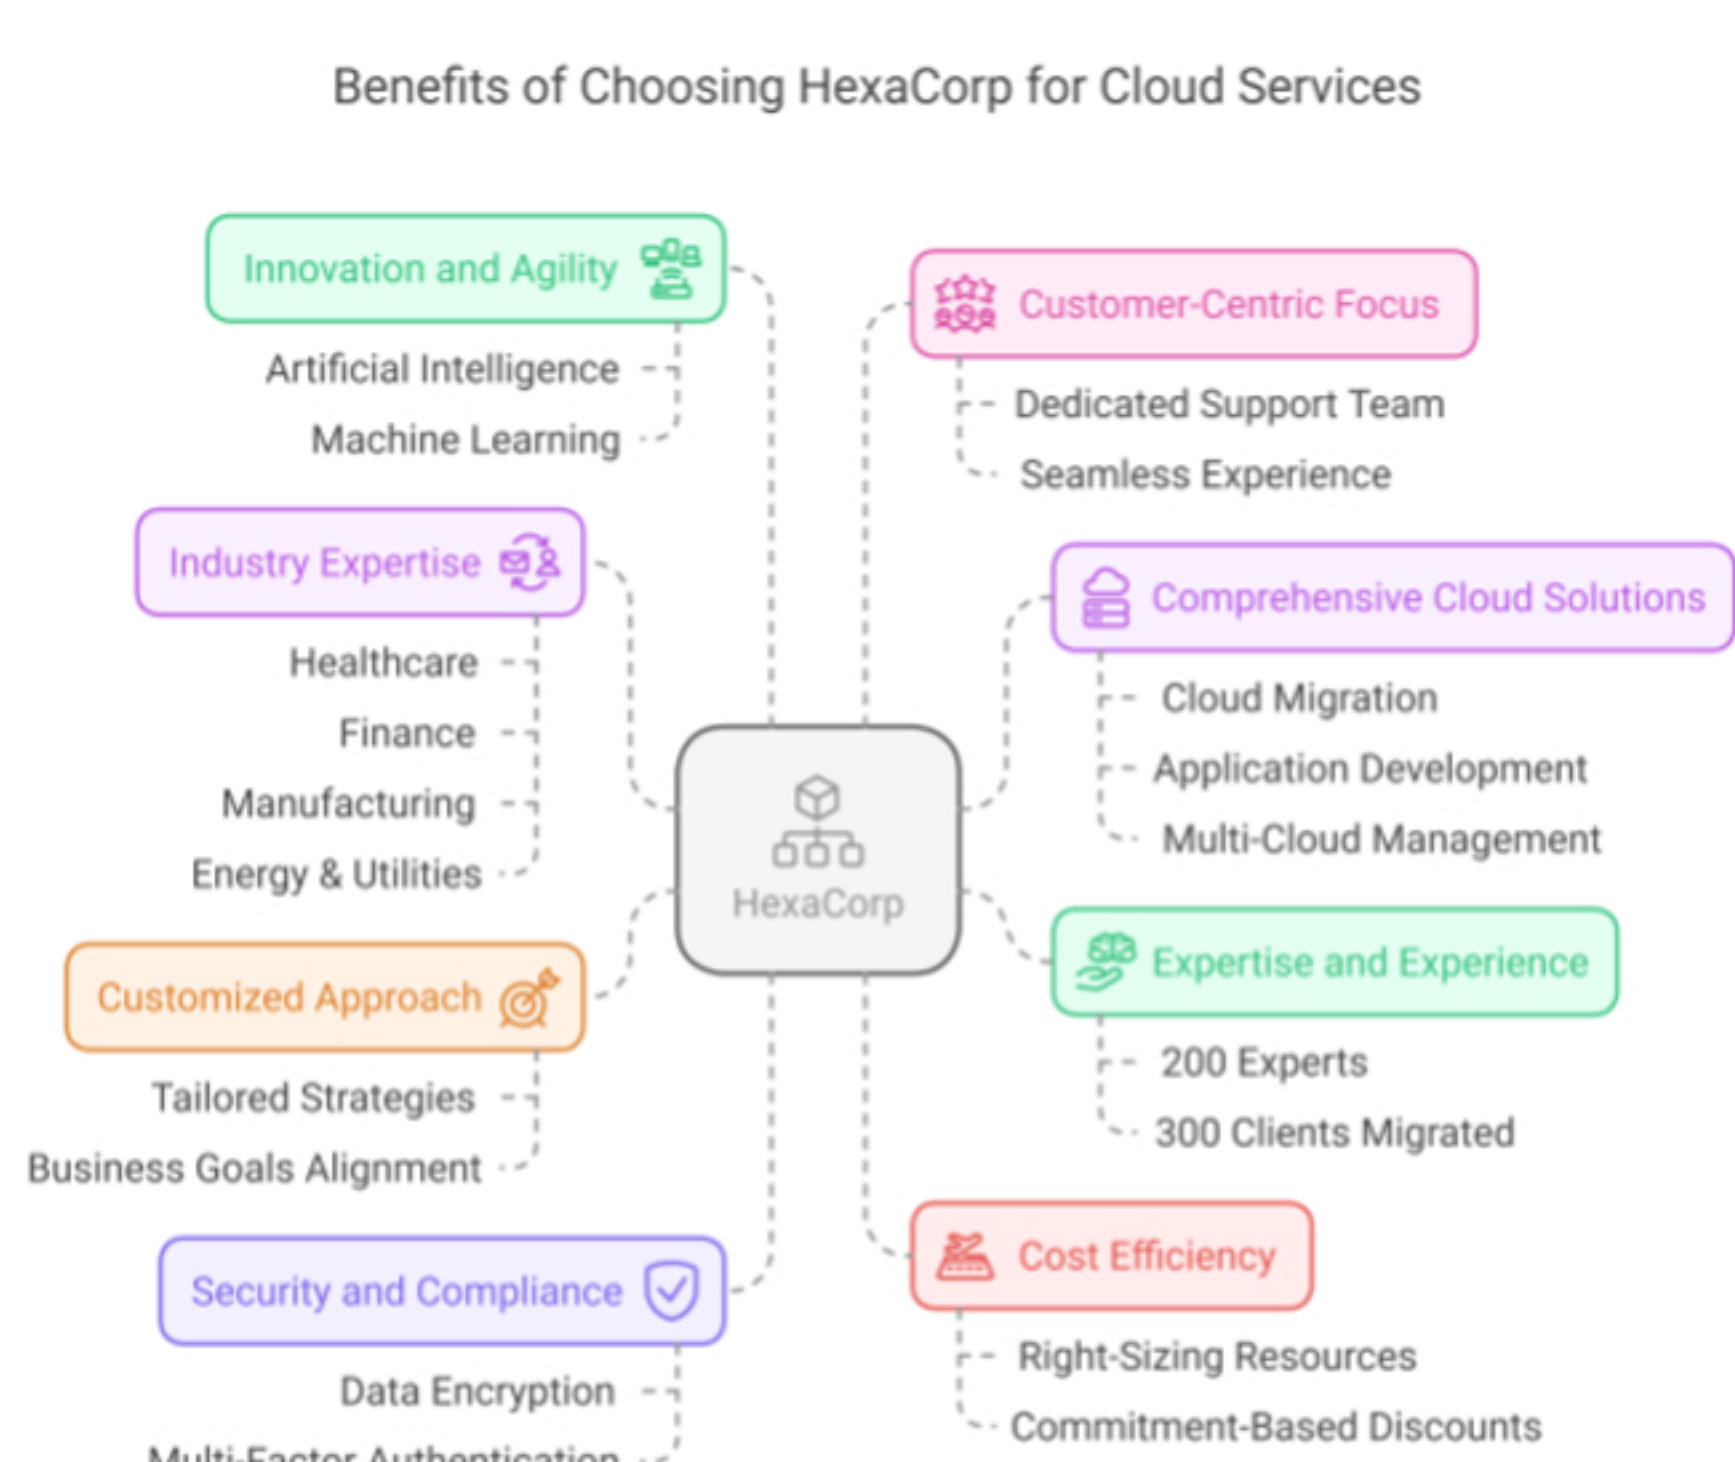 Benefits of Choosing HexaCorp for Cloud Services
Innovation and Agility
Artificial Intelligence
Machine Learning
Industry Expertise
Healthcare
Finance
Manufacturing
Energy & Utilities
Customized Approach
Tailored Strategies
Business Goals Alignment
Security and Compliance
Data Encryption
Multi-Factor Authentication
HexaCorp
Customer-Centric Focus
Dedicated Support Team
Seamless Experience
Comprehensive Cloud Solutions
Cloud Migration
Application Development
Multi-Cloud Management
Expertise and Experience
200 Experts
300 Clients Migrated
Cost Efficiency
Right-Sizing Resources
Commitment-Based Discounts